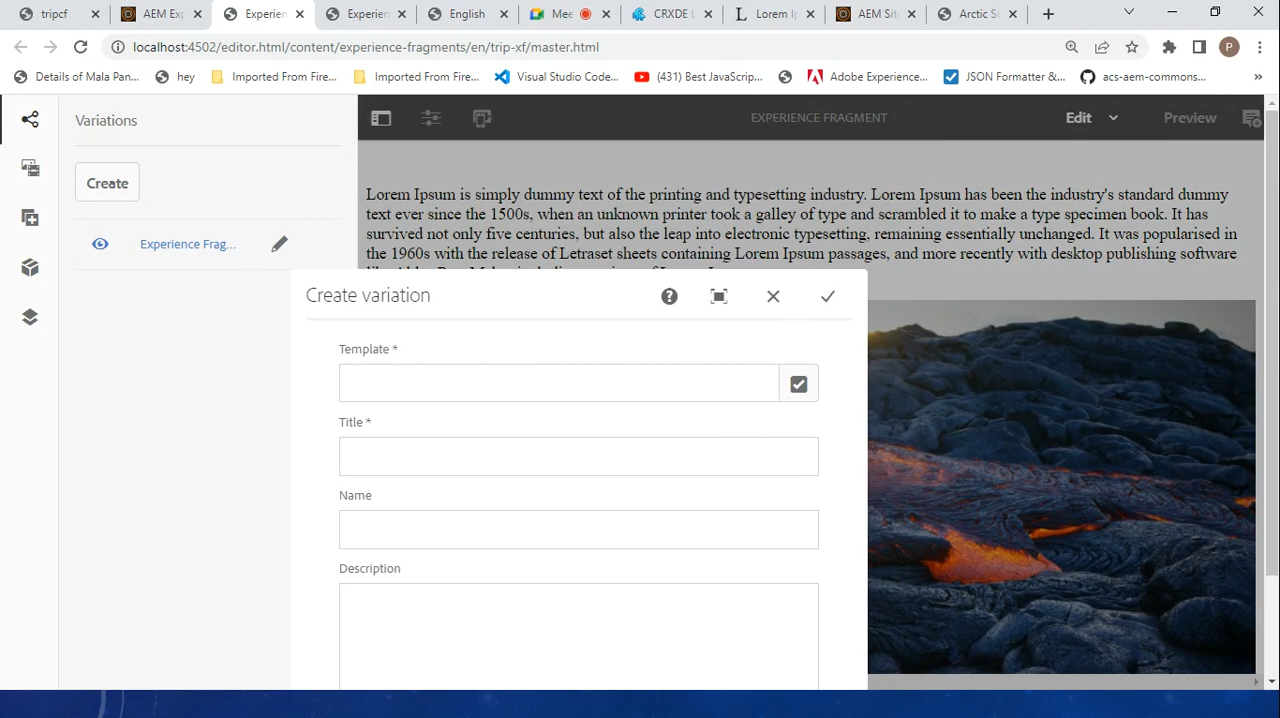 tripcf
AEM Exp
Experien
Experien
English
Mee
CRXDE L
Lorem Ip
AEM Sit
Arctic Su
localhost:4502/editor.html/content/experience-fragments/en/trip-xf/master.html
P
Details of Mala Pan...
hey
Imported From Fire...
Imported From Fire...
Visual Studio Code...
(431) Best JavaScrip...
Adobe Experience...
JSON Formatter &...
acs-aem-commons...
»
Variations
EXPERIENCE FRAGMENT
Edit
Preview
Create
Experience Frag...
Lorem Ipsum is simply dummy text of the printing and typesetting industry. Lorem Ipsum has been the industry's standard dummy
text ever since the 1500s, when an unknown printer took a galley of type and scrambled it to make a type specimen book. It has
survived not only five centuries, but also the leap into electronic typesetting, remaining essentially unchanged. It was popularised in
the 1960s with the release of Letraset sheets containing Lorem Ipsum passages, and more recently with desktop publishing software
Create variation
Template *
Title *
Name
Description